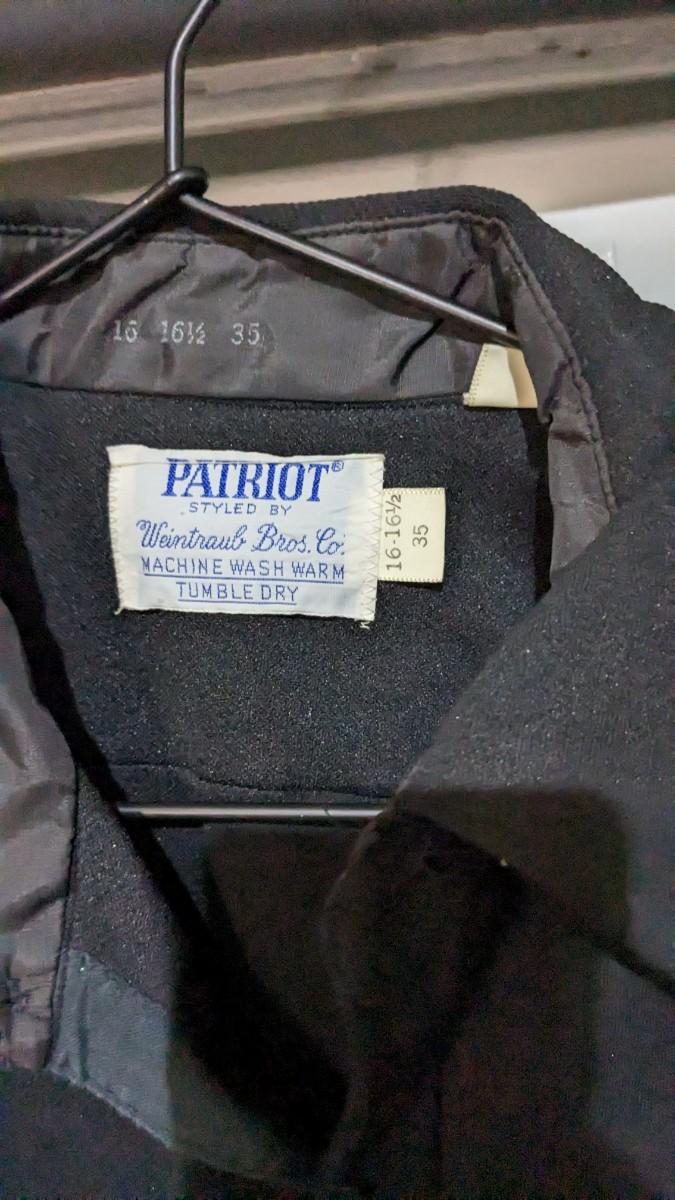 16 16½ 35
PATRIOT®
STYLED BY
Weintraub Bros. Co.
MACHINE WASH WARM
TUMBLE DRY
16-16½
35
M